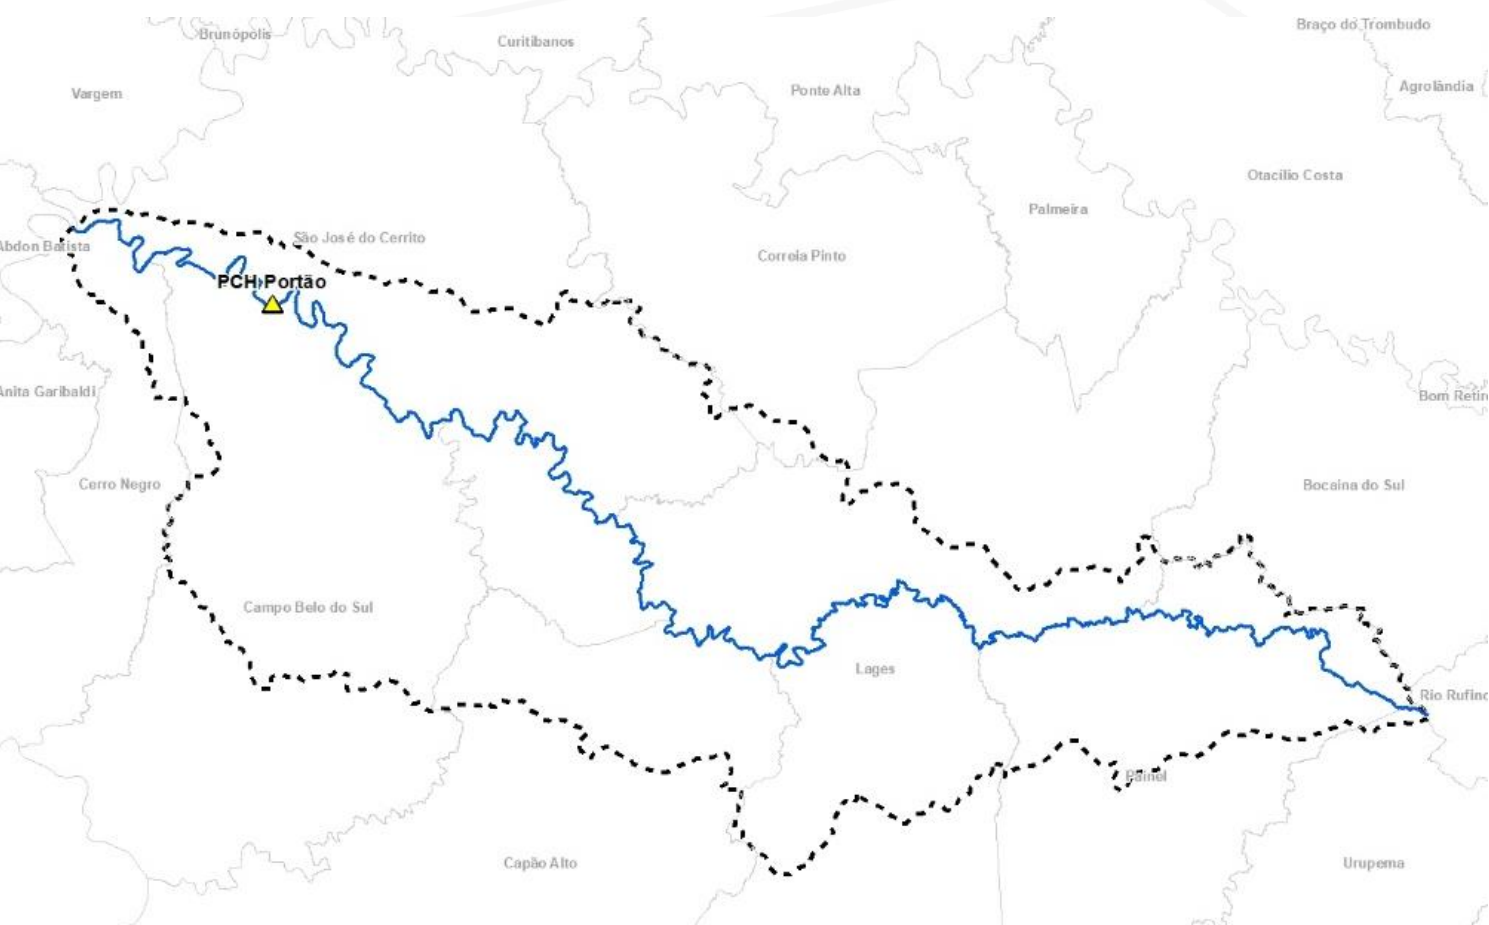 Braço do Trombudo
Brunópolis
Curitibanos
Agrolândia
Ponte Alta
Vargem
Otacílio Costa
Palmeira
São José do Cerrito
Abdon Batista
Correia Pinto
PCH Portão
Anita Garibaldi
Bom Retiro
Cerro Negro
Bocaina do Sul
Campo Belo do Sul
Lages
Rio Rufino
Painel
Capão Alto
Urupema